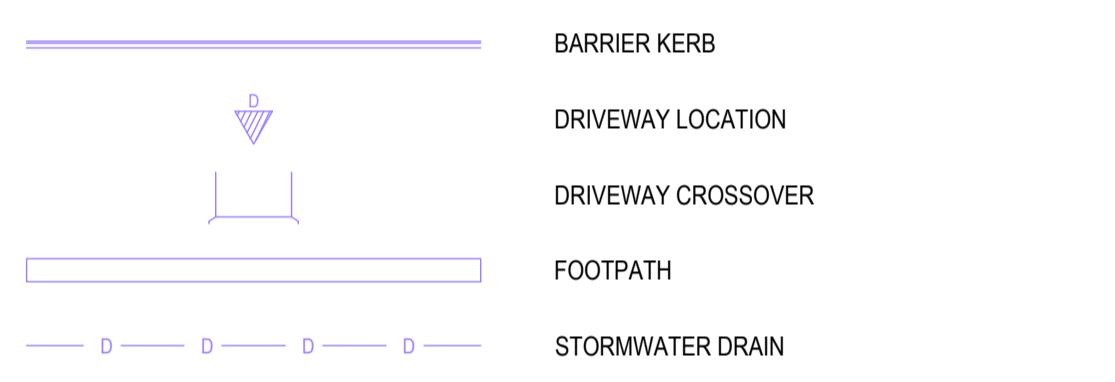 BARRIER KERB
D
DRIVEWAY LOCATION
DRIVEWAY CROSSOVER
FOOTPATH
D D D D STORMWATER DRAIN